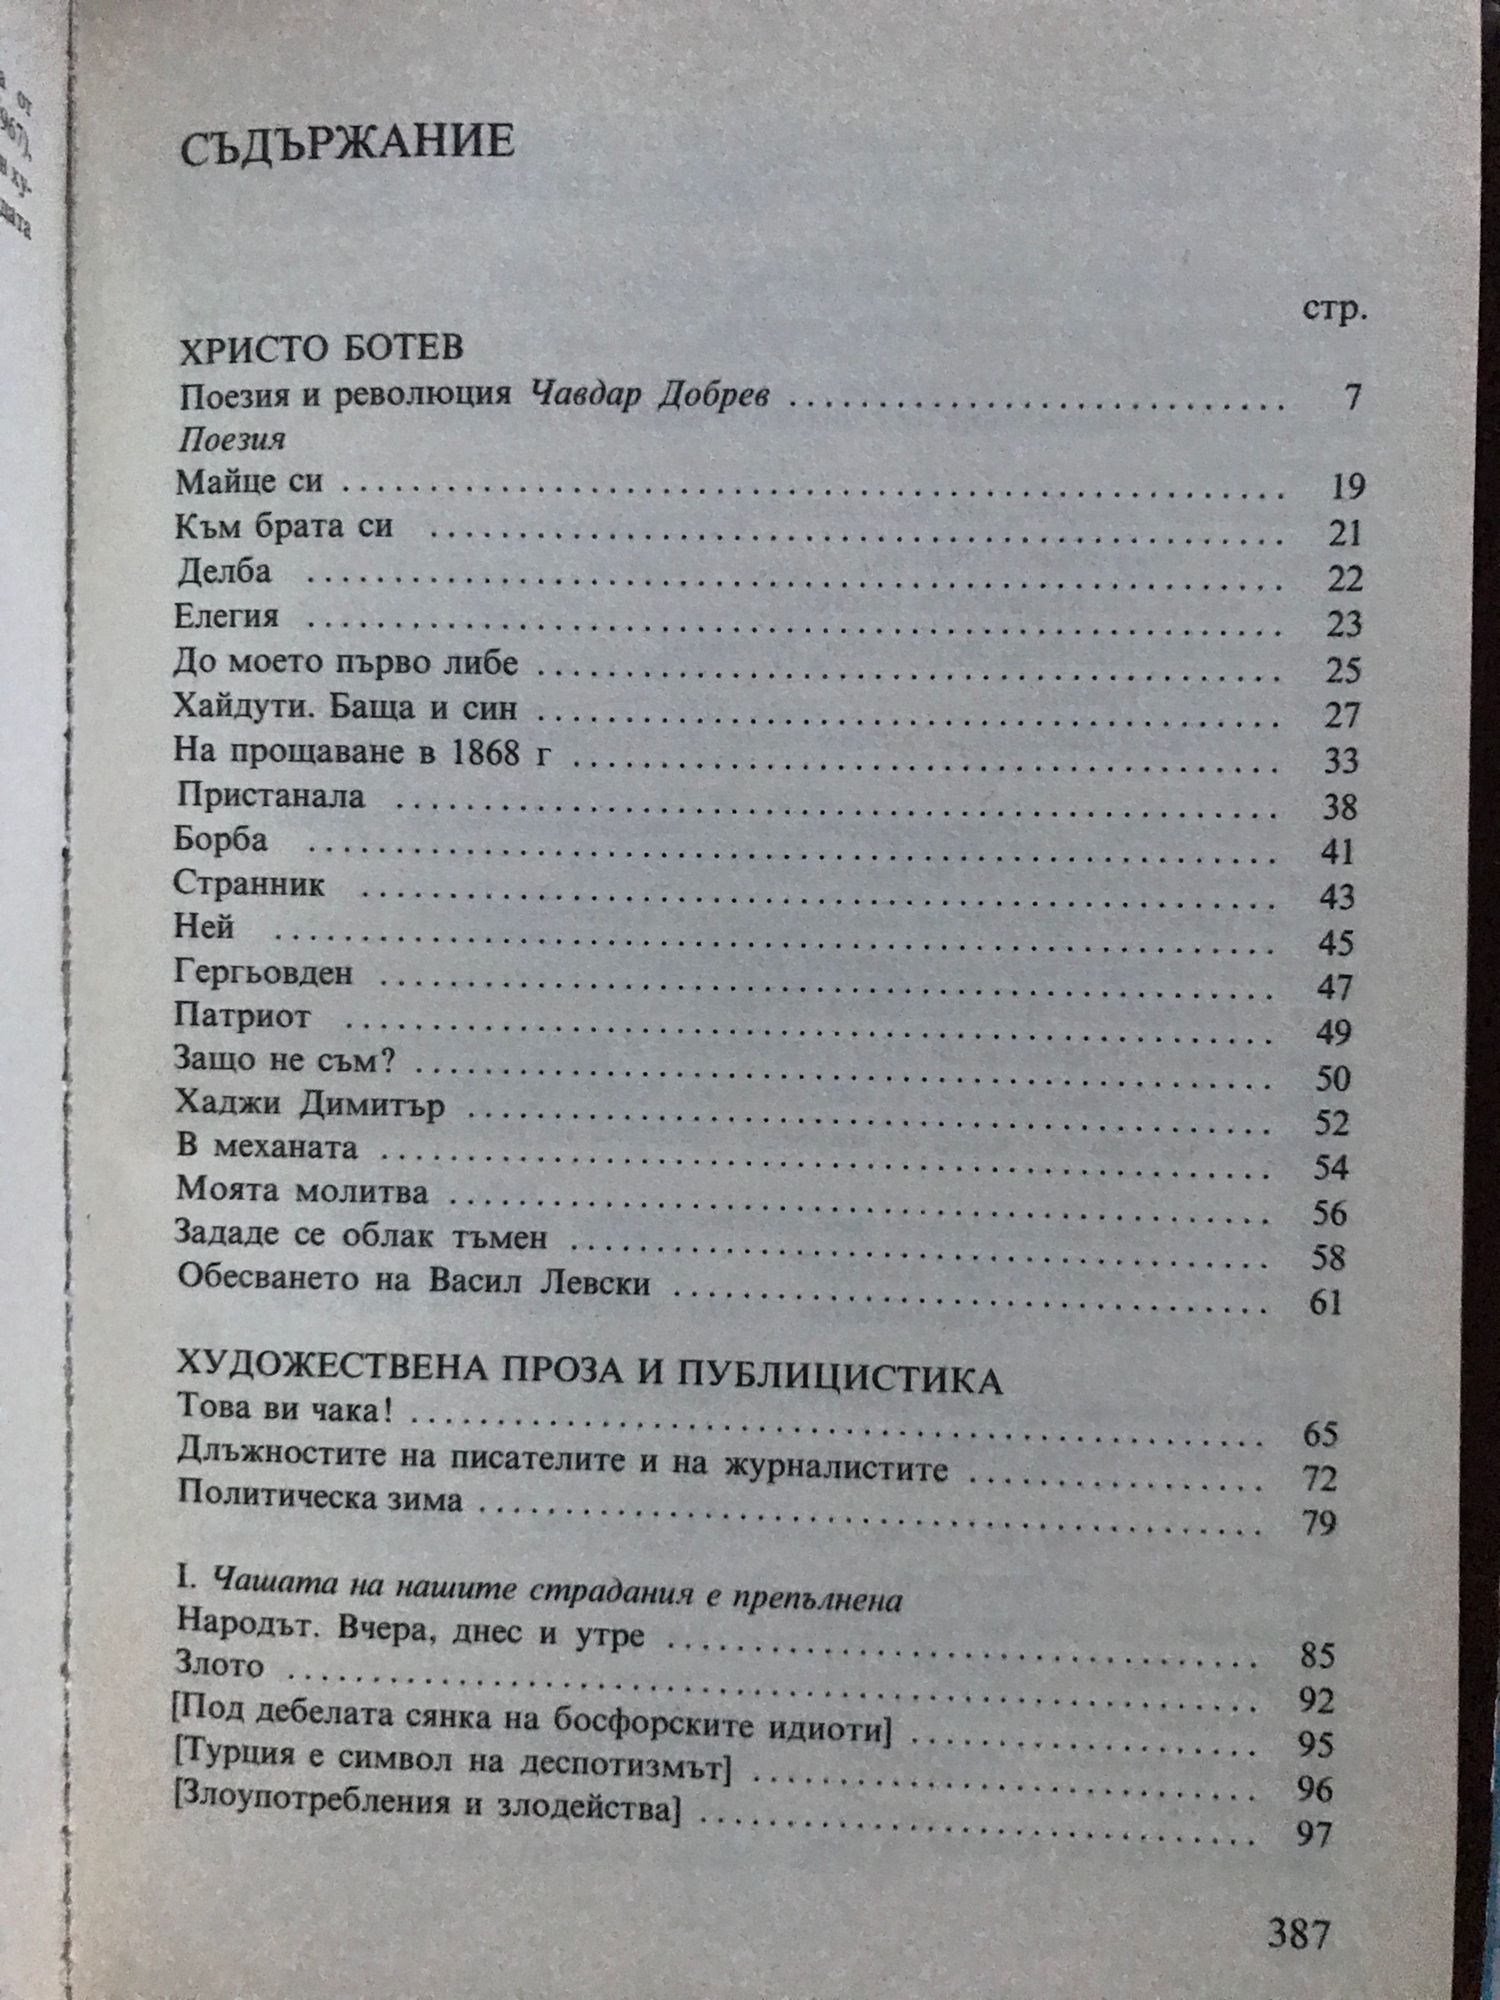 а от
967),
в ху-
дата
СЪДЪРЖАНИЕ
стр.
ХРИСТО БОТЕВ
Поезия и революция Чавдар Добрев .......... 7
Поезия
Майце си .......... 19
Към брата си .......... 21
Делба .......... 22
Елегия .......... 23
До моето първо либе .......... 25
Хайдути. Баща и син .......... 27
На прощаване в 1868 г .......... 33
Пристанала .......... 38
Борба .......... 41
Странник .......... 43
Ней .......... 45
Гергьовден .......... 47
Патриот .......... 49
Защо не съм? .......... 50
Хаджи Димитър .......... 52
В механата .......... 54
Моята молитва .......... 56
Зададе се облак тъмен .......... 58
Обесването на Васил Левски .......... 61
ХУДОЖЕСТВЕНА ПРОЗА И ПУБЛИЦИСТИКА
Това ви чака! .......... 65
Длъжностите на писателите и на журналистите .......... 72
Политическа зима .......... 79
I. Чашата на нашите страдания е препълнена
Народът. Вчера, днес и утре .......... 85
Злото .......... 92
[Под дебелата сянка на босфорските идиоти] .......... 95
[Турция е символ на деспотизмът] .......... 96
[Злоупотребления и злодейства] .......... 97
387